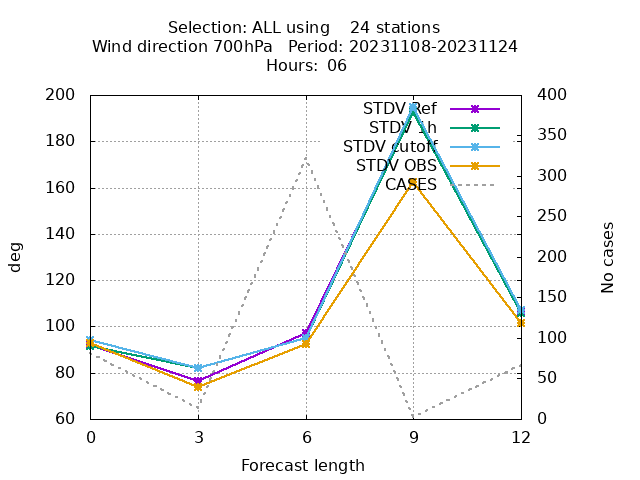 Selection: ALL using    24 stations
Wind direction 700hPa   Period: 20231108-20231124
Hours: 06
200
180
160
140
120
100
80
60
deg
400
350
300
250
200
150
100
50
0
No cases
STDV Ref
STDV 1h
STDV cutoff
STDV OBS
CASES
0 3 6 9 12
Forecast length